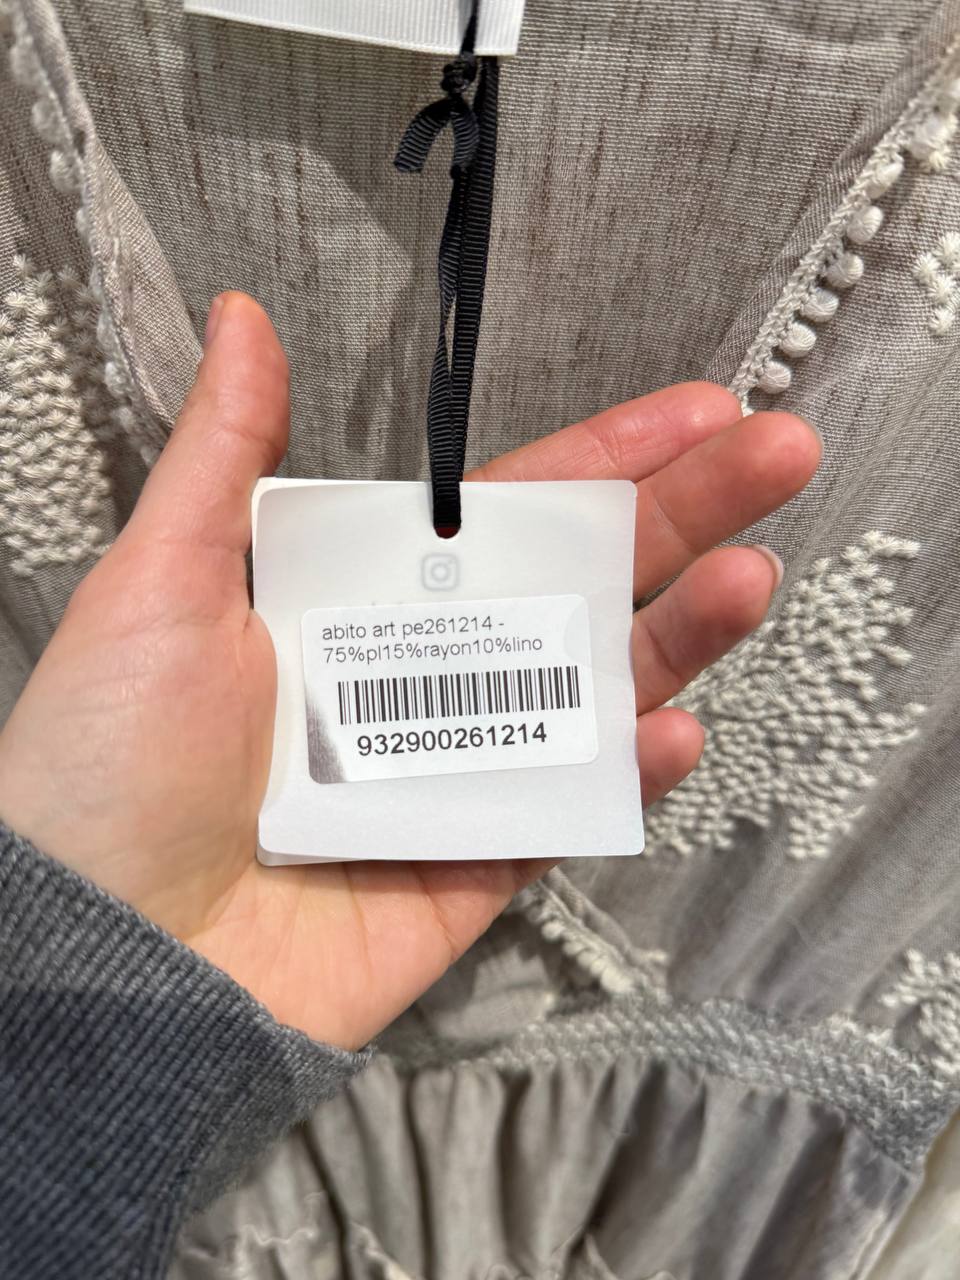 abito art pe261214 -
75%pl15%rayon10%lino
932900261214